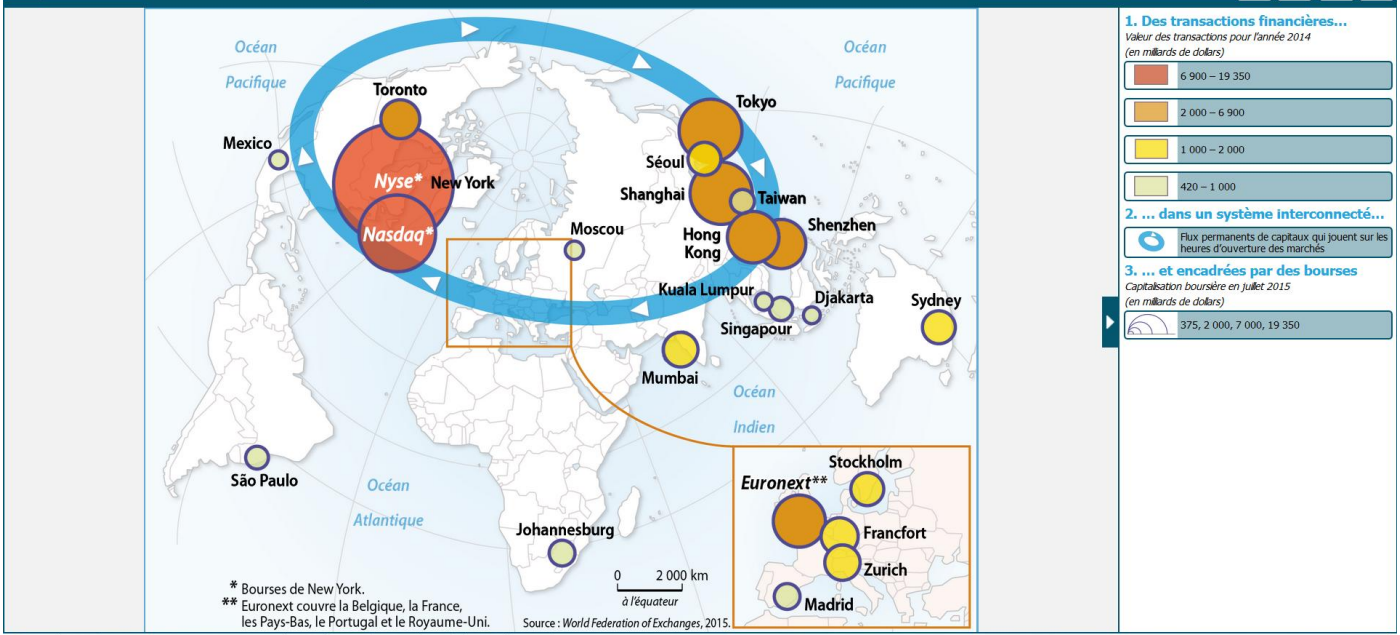 Océan
Pacifique
Océan
Pacifique
Toronto
Tokyo
Mexico
Séoul
Nyse*
New York
Shanghai
Taiwan
Nasdaq*
Moscou
Hong
Kong
Shenzhen
Kuala Lumpur
Djakarta
Sydney
Singapour
Mumbai
Océan
Indien
São Paulo
Océan
Atlantique
Johannesburg
Stockholm
Euronext**
Francfort
Zurich
Madrid
0 2 000 km
à l'équateur
* Bourses de New York.
** Euronext couvre la Belgique, la France,
les Pays-Bas, le Portugal et le Royaume-Uni.
Source : World Federation of Exchanges, 2015.
1. Des transactions financières...
Valeur des transactions pour l'année 2014
(en milliards de dollars)
6 900 – 19 350
2 000 – 6 900
1 000 – 2 000
420 – 1 000
2. ... dans un système interconnecté...
Flux permanents de capitaux qui jouent sur les
heures d'ouverture des marchés
3. ... et encadrées par des bourses
Capitalisation boursière en juillet 2015
(en milliards de dollars)
375, 2 000, 7 000, 19 350